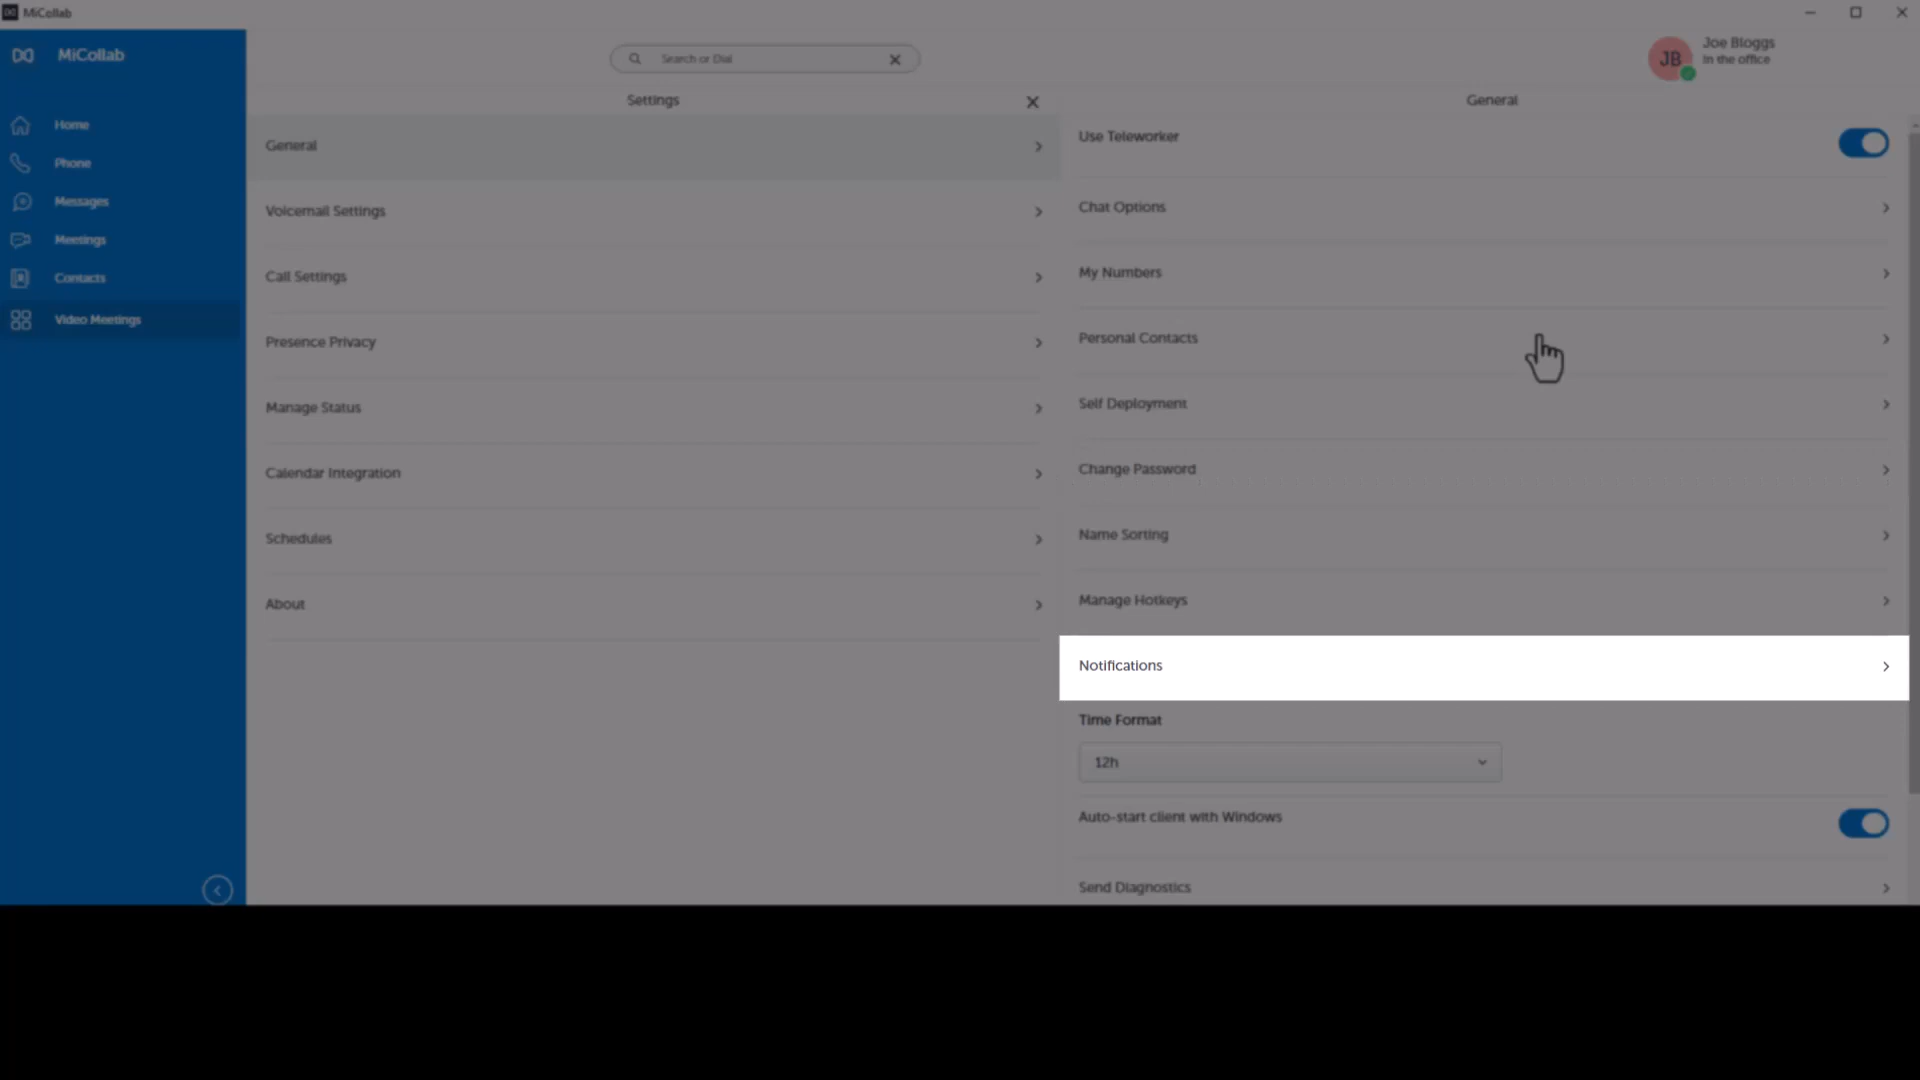 MiCollab
MiCollab
Search or Dial
JB
Joe Bloggs
In the office
Home
Phone
Messages
Meetings
Contacts
Video Meetings
Settings
General
Voicemail Settings
Call Settings
Presence Privacy
Manage Status
Calendar Integration
Schedules
About
General
Use Teleworker
Chat Options
My Numbers
Personal Contacts
Self Deployment
Change Password
Name Sorting
Manage Hotkeys
Notifications
Time Format
12h
Auto-start client with Windows
Send Diagnostics